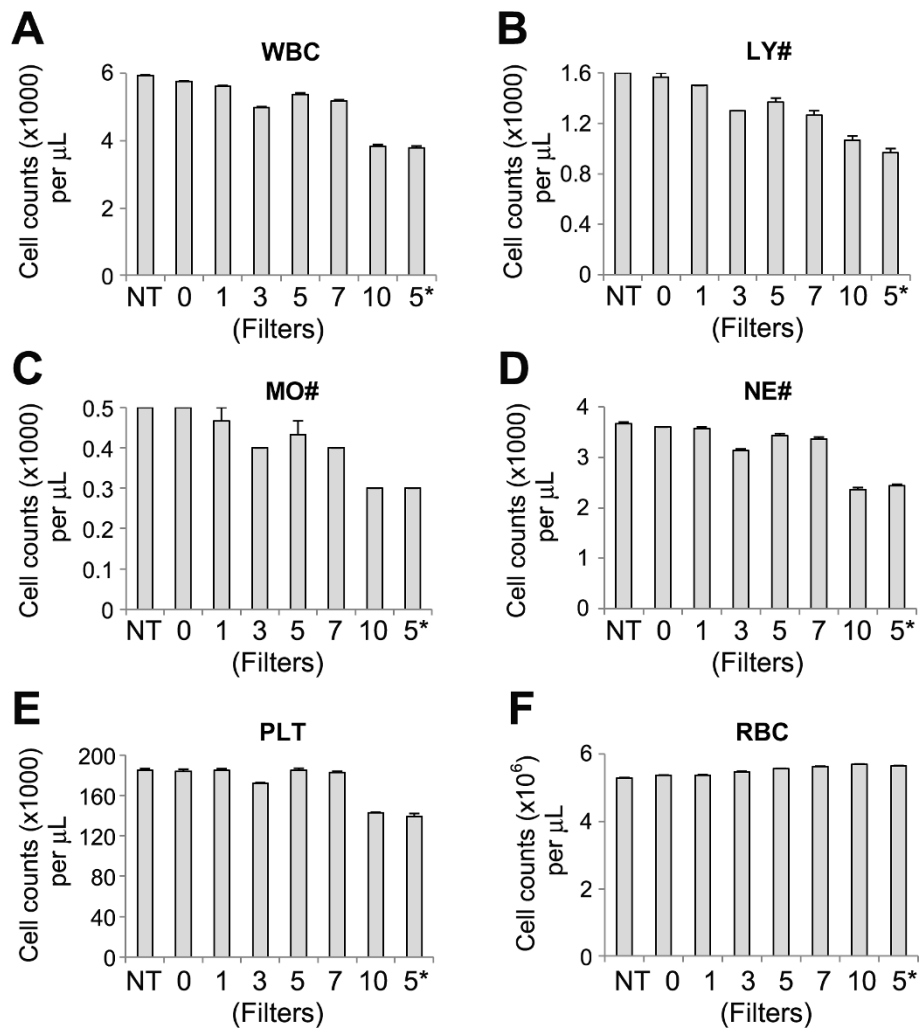 A
WBC
Cell counts (x1000)
per µL
6
4
2
0
NT 0 1 3 5 7 10 5*
(Filters)
B
LY#
Cell counts (x1000)
per µL
1.6
1.2
0.8
0.4
0
NT 0 1 3 5 7 10 5*
(Filters)
C
MO#
Cell counts (x1000)
per µL
0.5
0.4
0.3
0.2
0.1
0
NT 0 1 3 5 7 10 5*
(Filters)
D
NE#
Cell counts (x1000)
per µL
4
3
2
1
0
NT 0 1 3 5 7 10 5*
(Filters)
E
PLT
Cell counts (x1000)
per µL
200
160
120
80
40
0
NT 0 1 3 5 7 10 5*
(Filters)
F
RBC
Cell counts (x10⁶)
per µL
6
4
2
0
NT 0 1 3 5 7 10 5*
(Filters)